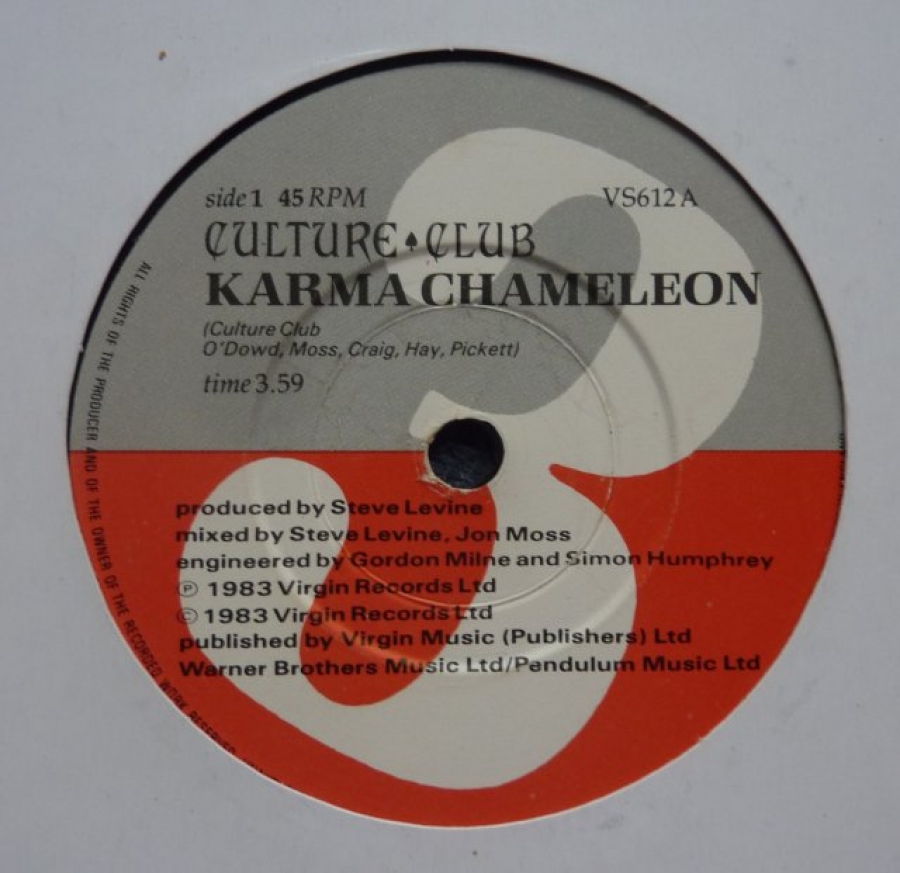 side 1 45 RPM VS612 A
CULTURE♠CLUB
KARMA CHAMELEON
(Culture Club
O'Dowd, Moss, Craig, Hay, Pickett)
time 3.59
produced by Steve Levine
mixed by Steve Levine, Jon Moss
engineered by Gordon Milne and Simon Humphrey
Ⓟ 1983 Virgin Records Ltd
© 1983 Virgin Records Ltd
published by Virgin Music (Publishers) Ltd
Warner Brothers Music Ltd/Pendulum Music Ltd
ALL RIGHTS OF THE PRODUCER AND OF THE OWNER OF THE RECORDED WORK RESERVED